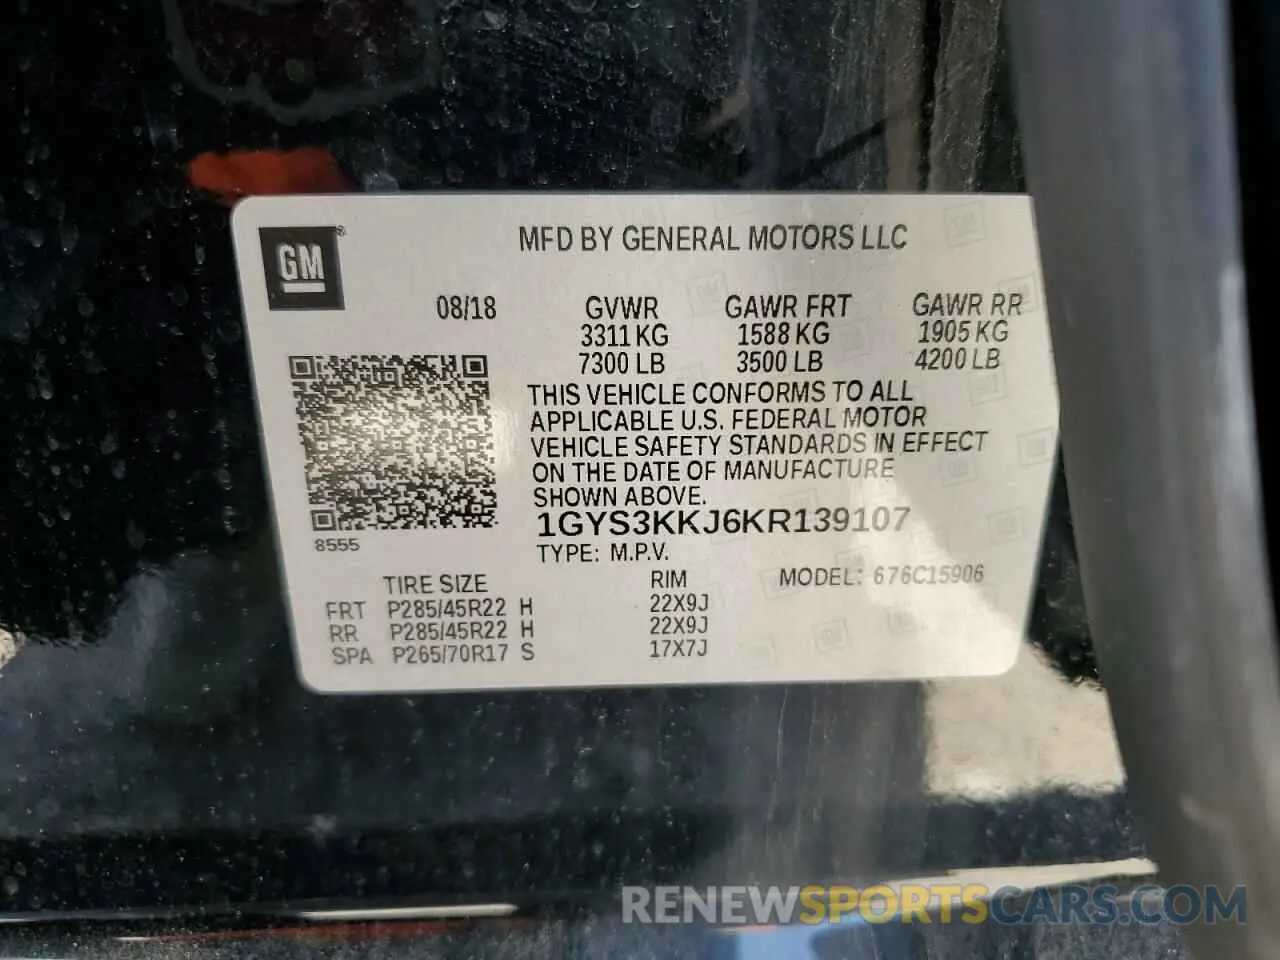 GM®
MFD BY GENERAL MOTORS LLC
08/18 GVWR GAWR FRT GAWR RR
3311 KG 1588 KG 1905 KG
7300 LB 3500 LB 4200 LB
THIS VEHICLE CONFORMS TO ALL
APPLICABLE U.S. FEDERAL MOTOR
VEHICLE SAFETY STANDARDS IN EFFECT
ON THE DATE OF MANUFACTURE
SHOWN ABOVE.
1GYS3KKJ6KR139107
8555
TYPE: M.P.V.
TIRE SIZE RIM MODEL: 676C15906
FRT P285/45R22 H 22X9J
RR P285/45R22 H 22X9J
SPA P265/70R17 S 17X7J
RENEWSPORTSCARS.COM